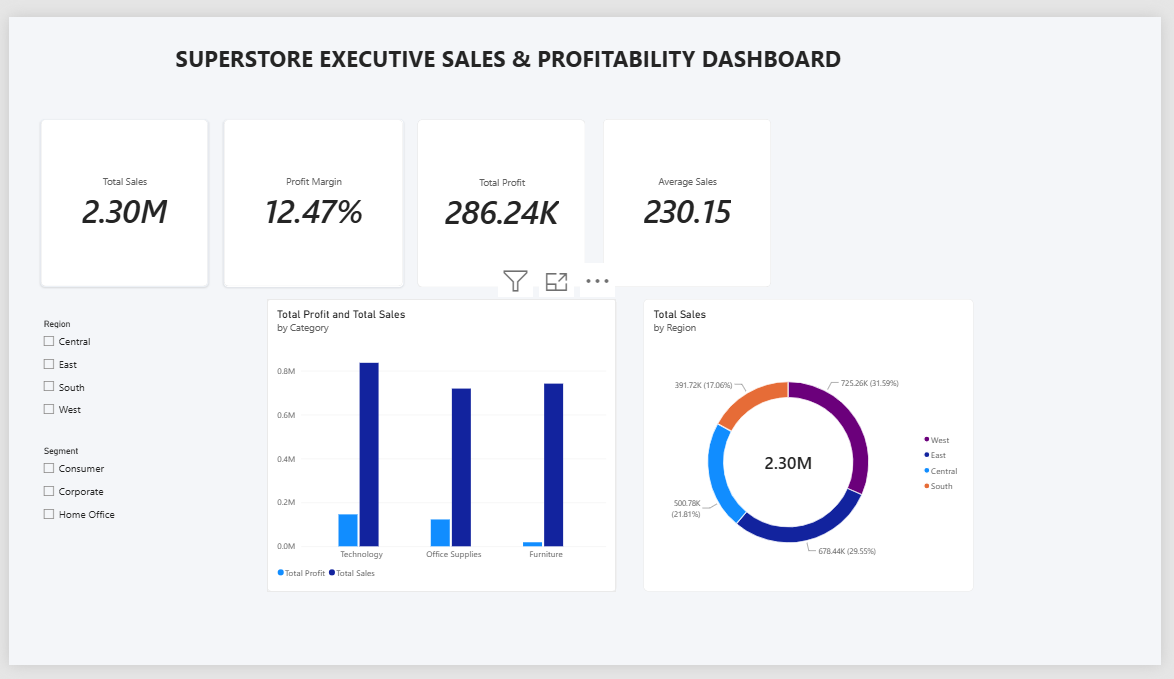 SUPERSTORE EXECUTIVE SALES & PROFITABILITY DASHBOARD
Total Sales
2.30M
Profit Margin
12.47%
Total Profit
286.24K
Average Sales
230.15
Region
Central
East
South
West
Segment
Consumer
Corporate
Home Office
Total Profit and Total Sales
by Category
0.8M
0.6M
0.4M
0.2M
0.0M
Technology
Office Supplies
Furniture
Total Profit
Total Sales
Total Sales
by Region
391.72K (17.06%)
725.26K (31.59%)
2.30M
500.78K
(21.81%)
678.44K (29.55%)
West
East
Central
South